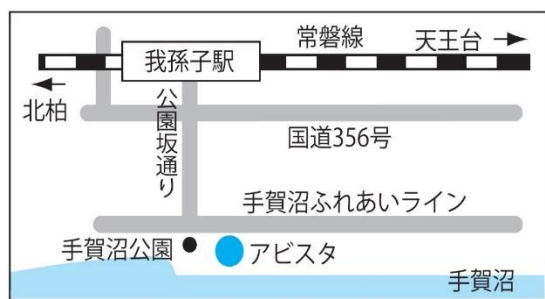 常磐線
天王台
我孫子駅
北柏
公園坂通り
国道356号
手賀沼ふれあいライン
手賀沼公園
アビスタ
手賀沼